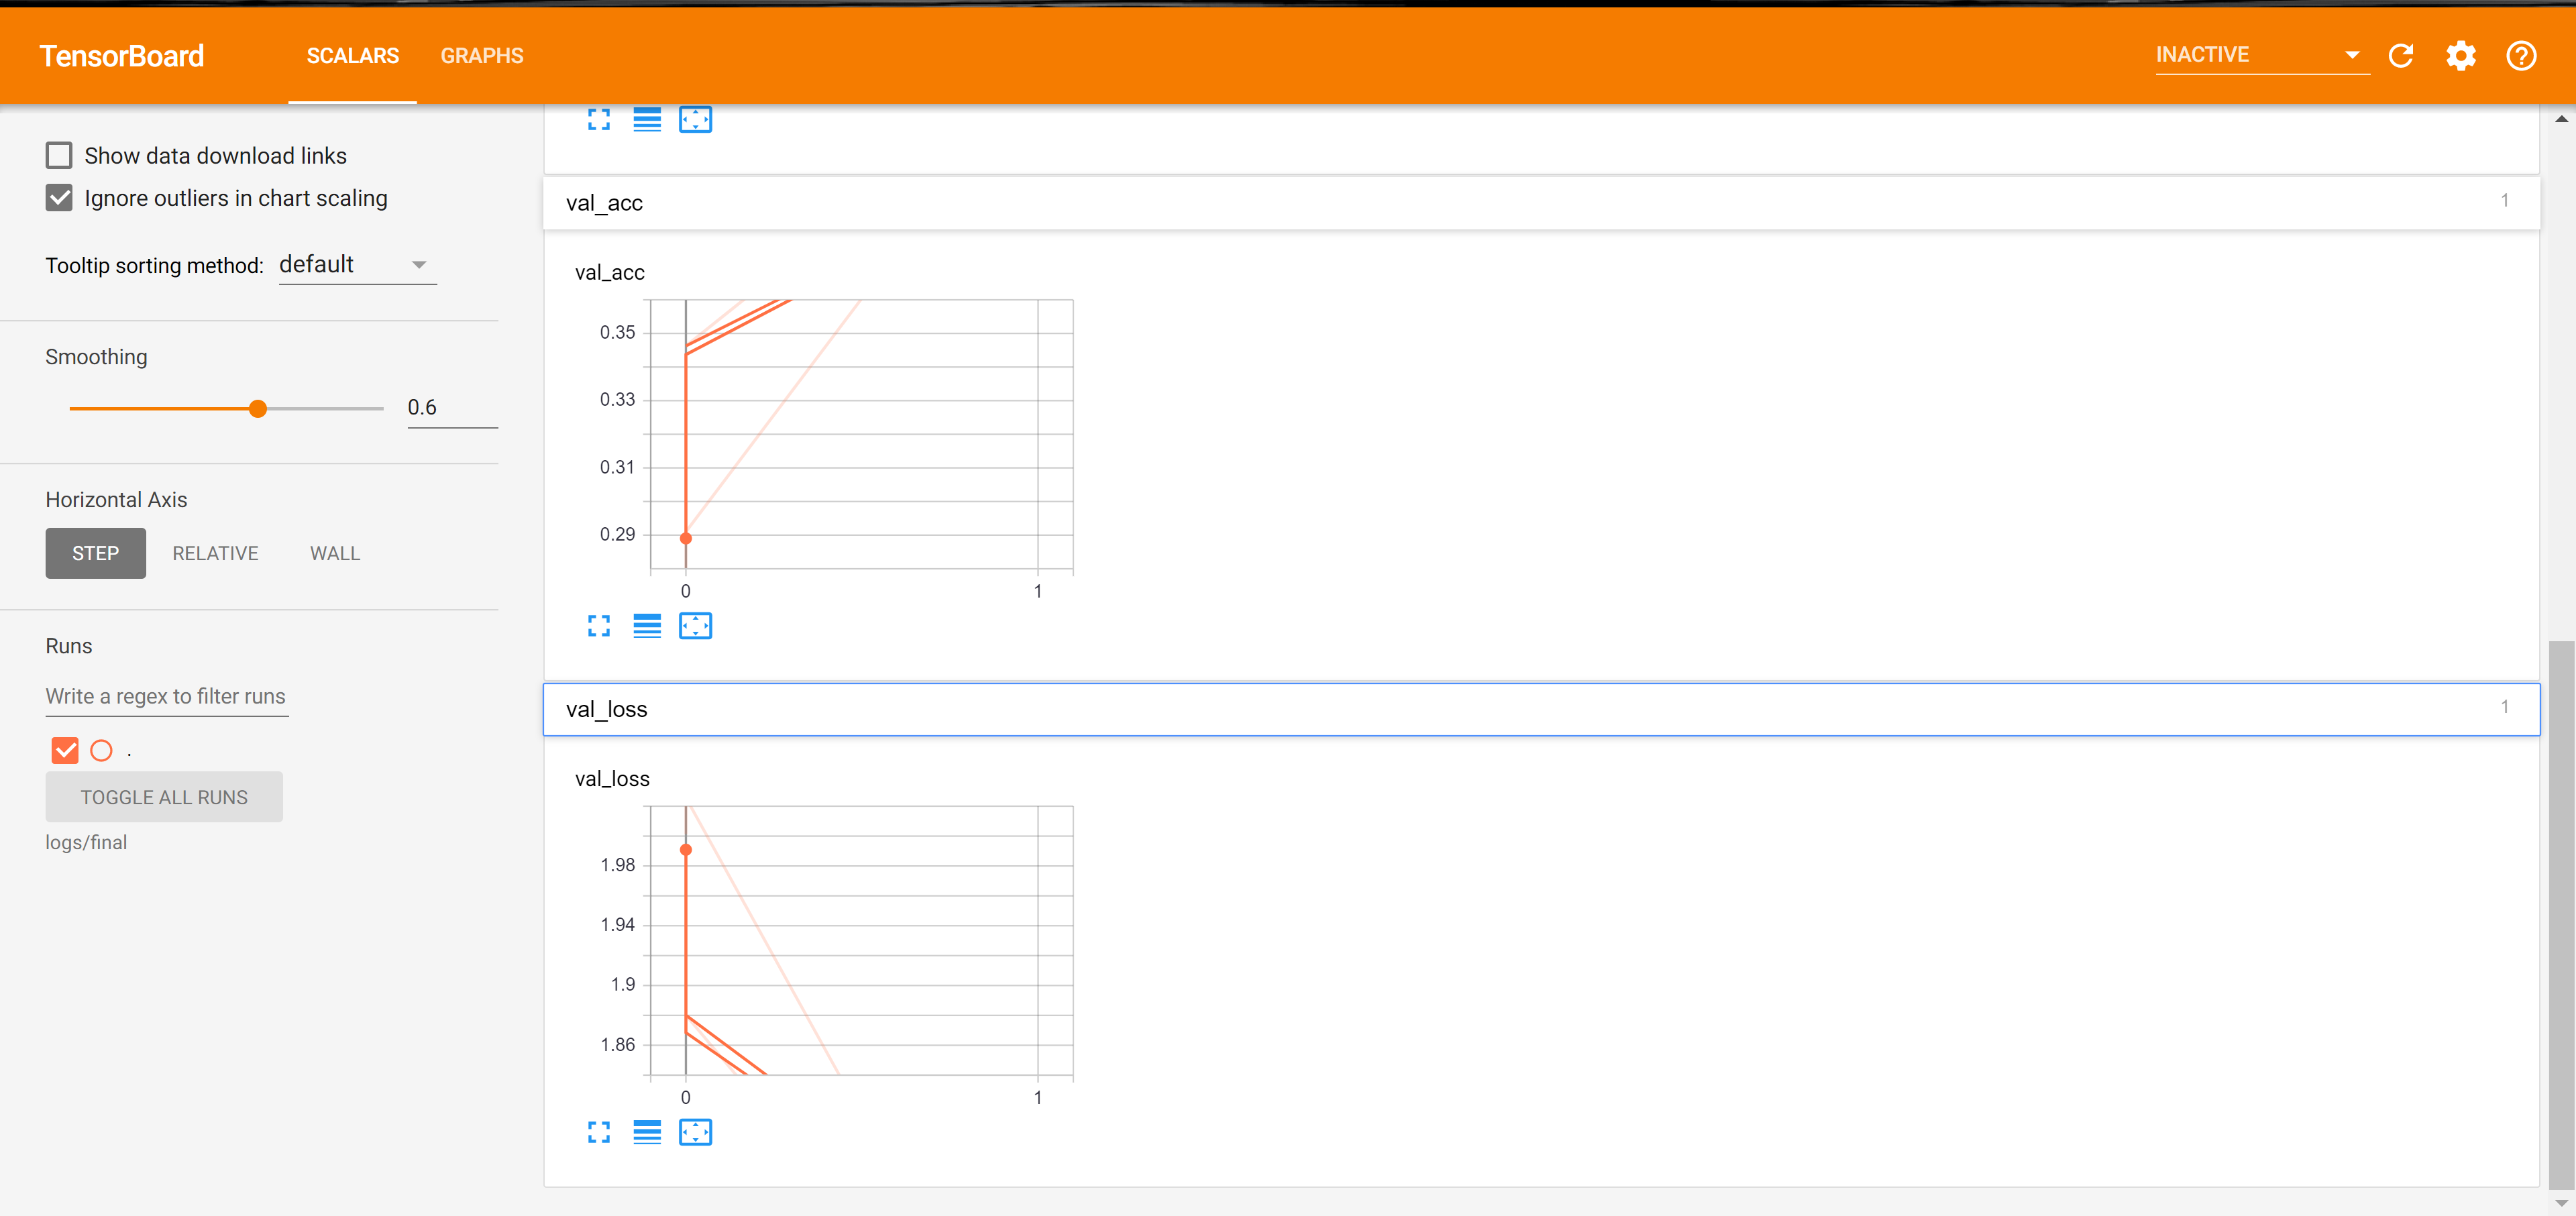 TensorBoard
SCALARS
GRAPHS
INACTIVE
Show data download links
Ignore outliers in chart scaling
Tooltip sorting method: default
Smoothing
0.6
Horizontal Axis
STEP RELATIVE WALL
Runs
Write a regex to filter runs
.
TOGGLE ALL RUNS
logs/final
val_acc 1
val_acc
0.35
0.33
0.31
0.29
0 1
val_loss 1
val_loss
1.98
1.94
1.9
1.86
0 1